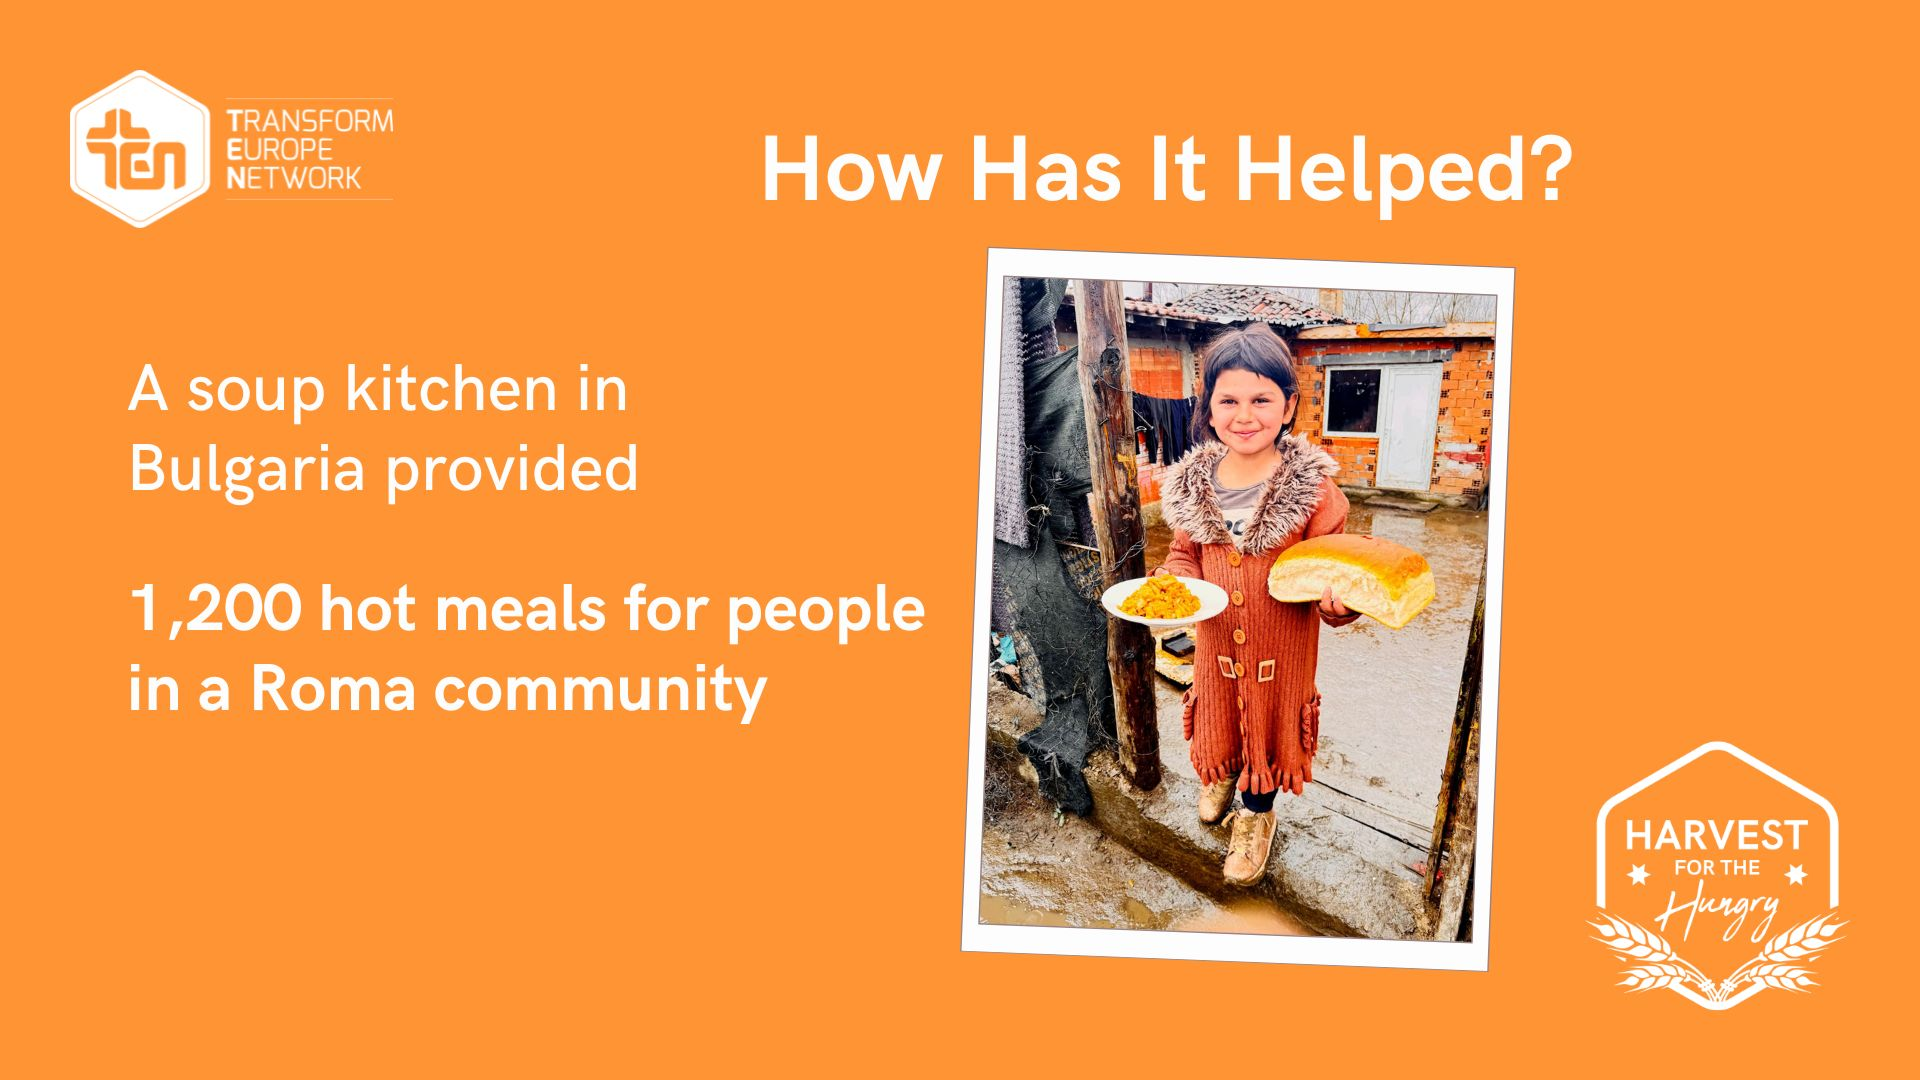 ten
TRANSFORM
EUROPE
NETWORK
How Has It Helped?
A soup kitchen in
Bulgaria provided
1,200 hot meals for people
in a Roma community
HARVEST
FOR THE
Hungry